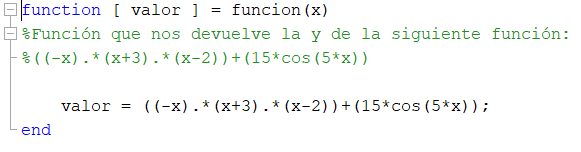 function [ valor ] = funcion(x)
%Función que nos devuelve la y de la siguiente función:
%((-x).*(x+3).*(x-2))+(15*cos(5*x))
valor = ((-x).*(x+3).*(x-2))+(15*cos(5*x));
end